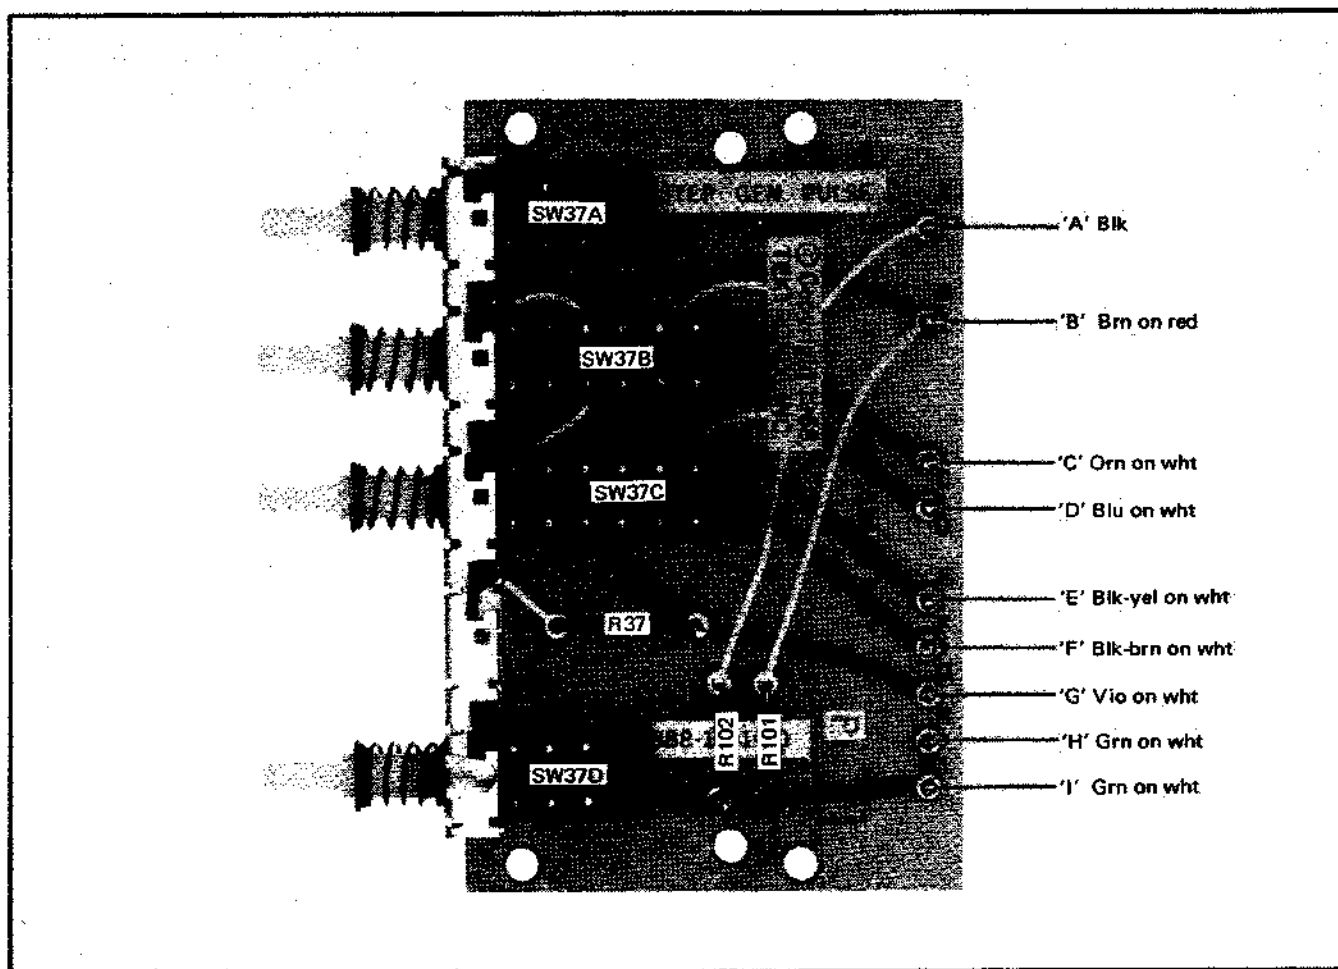 SW37A
'A' Blk
'B' Brn on red
SW37B
'C' Orn on wht
SW37C
'D' Blu on wht
'E' Blk-yel on wht
R37
'F' Blk-brn on wht
'G' Vio on wht
R102
R101
'H' Grn on wht
SW37D
'I' Grn on wht